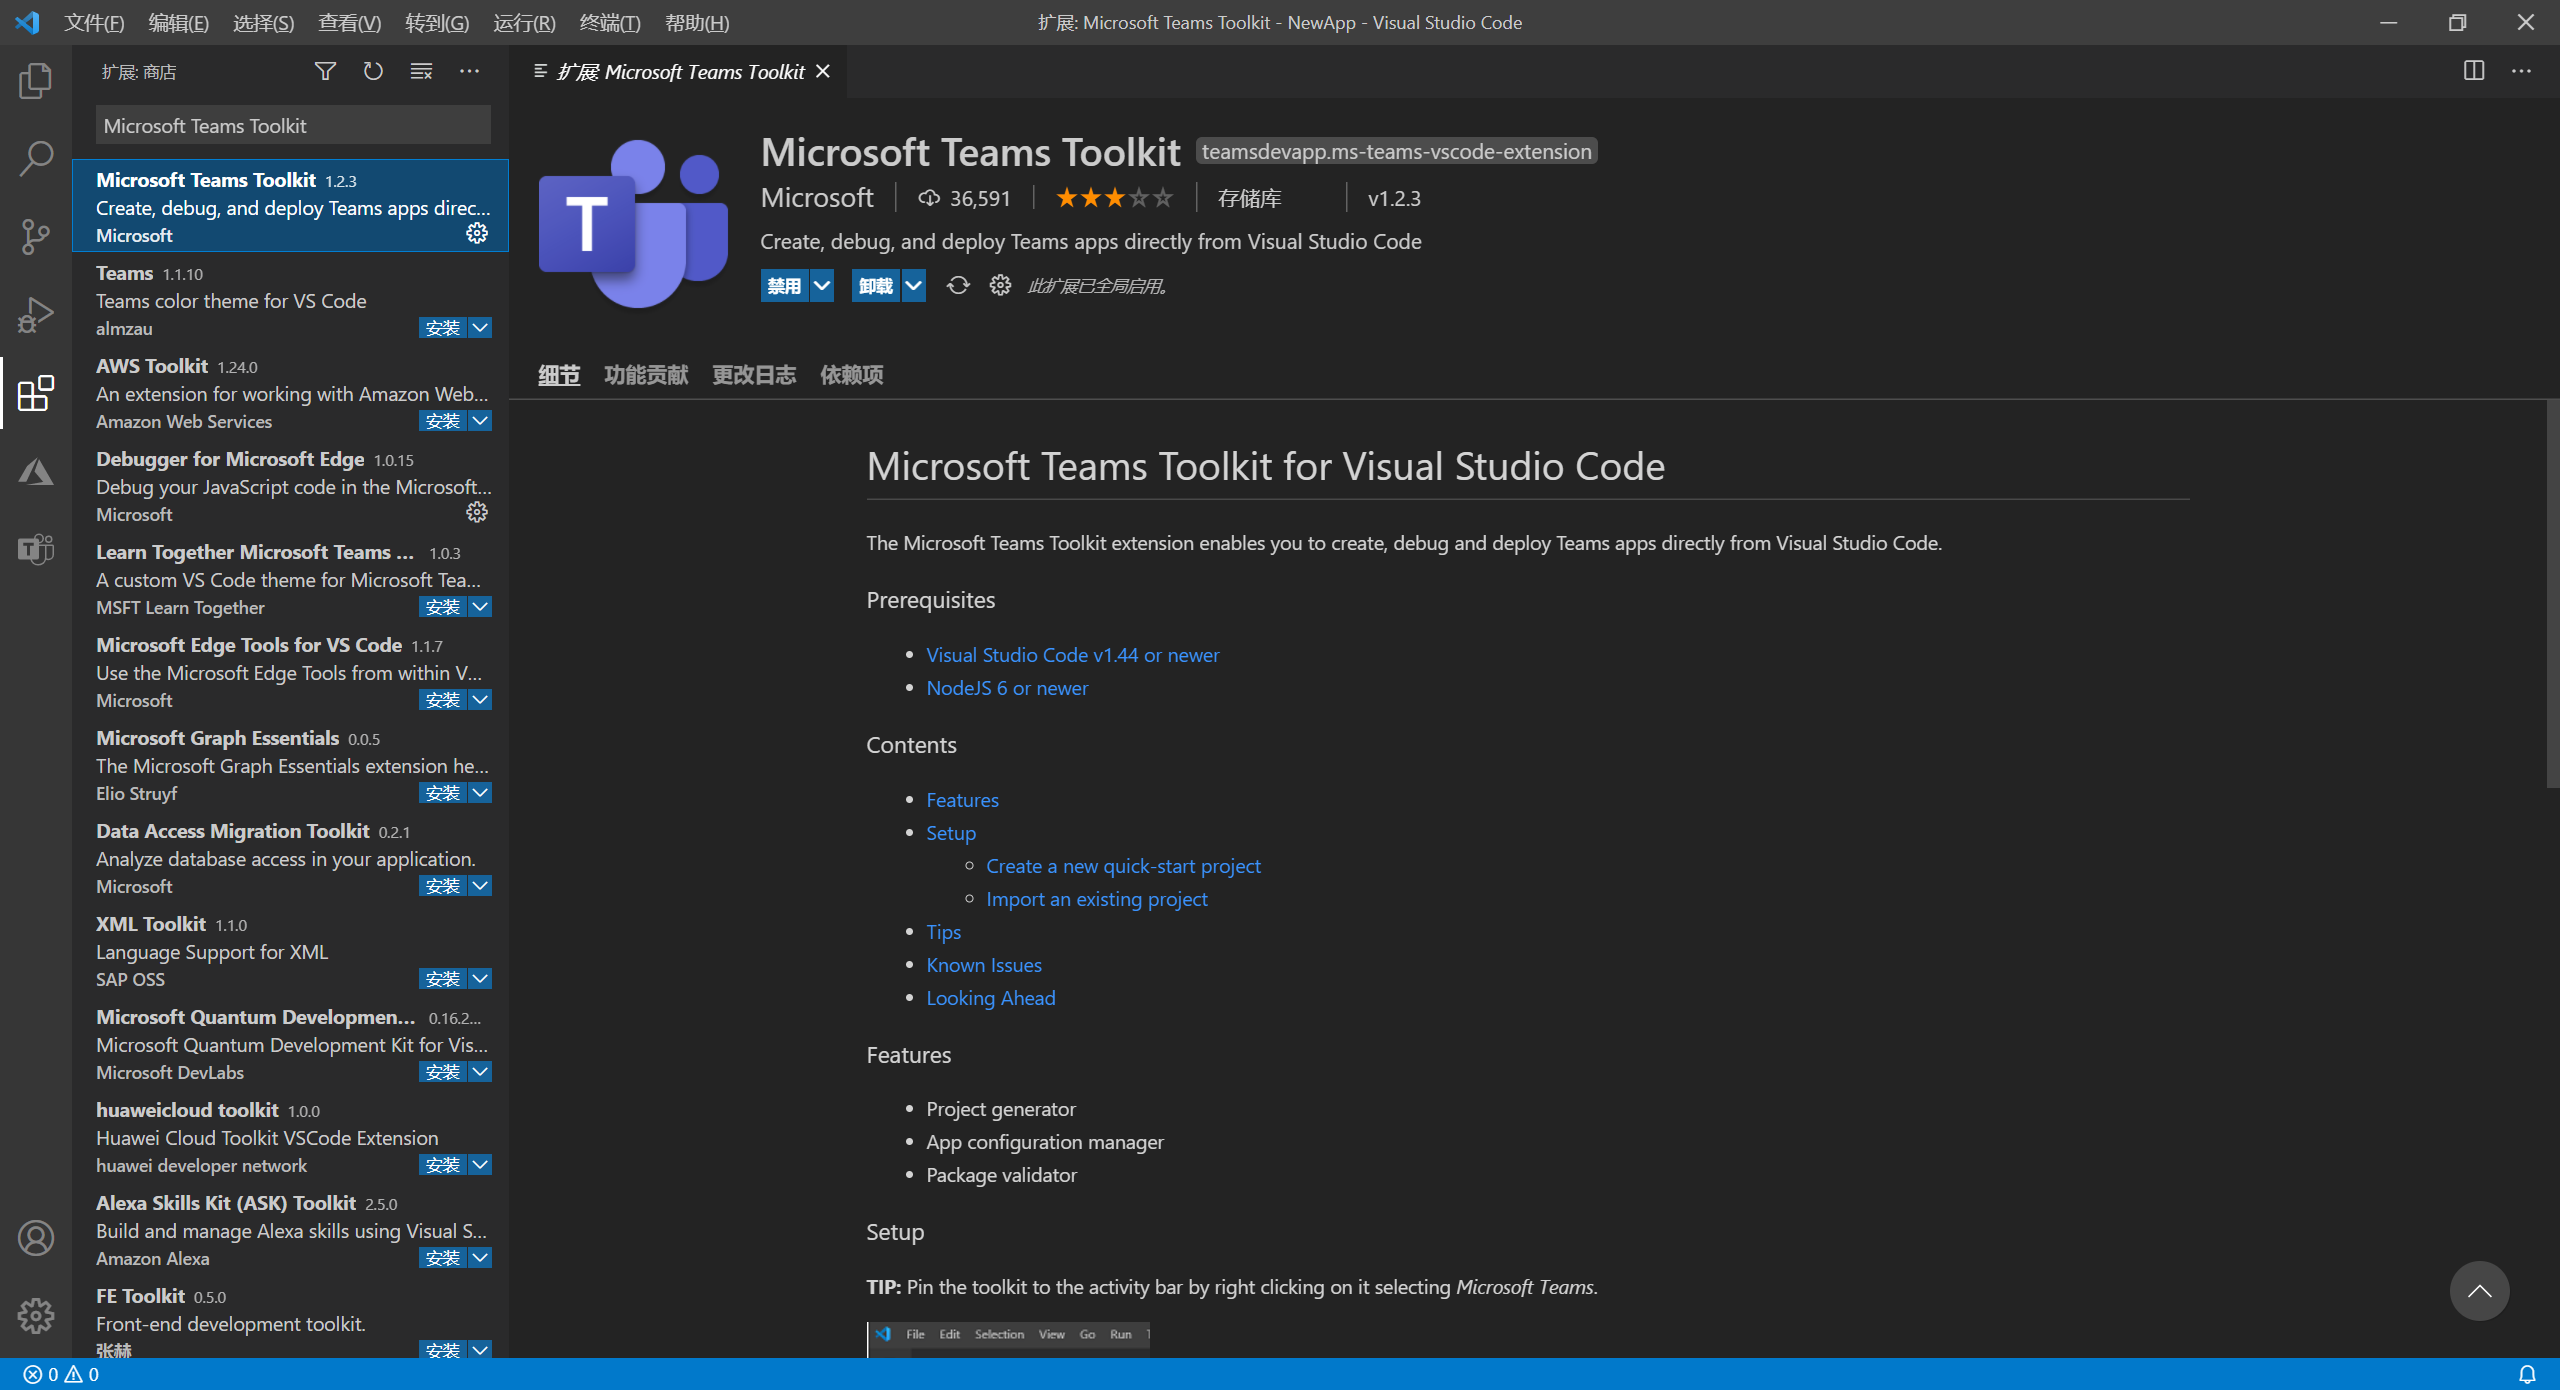 文件(F) 编辑(E) 选择(S) 查看(V) 转到(G) 运行(R) 终端(T) 帮助(H)
扩展: Microsoft Teams Toolkit - NewApp - Visual Studio Code
扩展: 商店
Microsoft Teams Toolkit
Microsoft Teams Toolkit 1.2.3
Create, debug, and deploy Teams apps direc...
Microsoft
Teams 1.1.10
Teams color theme for VS Code
almzau 安装
AWS Toolkit 1.24.0
An extension for working with Amazon Web...
Amazon Web Services 安装
Debugger for Microsoft Edge 1.0.15
Debug your JavaScript code in the Microsoft...
Microsoft
Learn Together Microsoft Teams ... 1.0.3
A custom VS Code theme for Microsoft Tea...
MSFT Learn Together 安装
Microsoft Edge Tools for VS Code 1.1.7
Use the Microsoft Edge Tools from within V...
Microsoft 安装
Microsoft Graph Essentials 0.0.5
The Microsoft Graph Essentials extension he...
Elio Struyf 安装
Data Access Migration Toolkit 0.2.1
Analyze database access in your application.
Microsoft 安装
XML Toolkit 1.1.0
Language Support for XML
SAP OSS 安装
Microsoft Quantum Developmen... 0.16.2...
Microsoft Quantum Development Kit for Vis...
Microsoft DevLabs 安装
huaweicloud toolkit 1.0.0
Huawei Cloud Toolkit VSCode Extension
huawei developer network 安装
Alexa Skills Kit (ASK) Toolkit 2.5.0
Build and manage Alexa skills using Visual S...
Amazon Alexa 安装
FE Toolkit 0.5.0
Front-end development toolkit.
张赫 安装
扩展: Microsoft Teams Toolkit
T
Microsoft Teams Toolkit teamsdevapp.ms-teams-vscode-extension
Microsoft 36,591 存储库 v1.2.3
Create, debug, and deploy Teams apps directly from Visual Studio Code
禁用 卸载 此扩展已全局启用。
细节 功能贡献 更改日志 依赖项
Microsoft Teams Toolkit for Visual Studio Code
The Microsoft Teams Toolkit extension enables you to create, debug and deploy Teams apps directly from Visual Studio Code.
Prerequisites
Visual Studio Code v1.44 or newer
NodeJS 6 or newer
Contents
Features
Setup
Create a new quick-start project
Import an existing project
Tips
Known Issues
Looking Ahead
Features
Project generator
App configuration manager
Package validator
Setup
TIP: Pin the toolkit to the activity bar by right clicking on it selecting Microsoft Teams.
File Edit Selection View Go Run
0 0